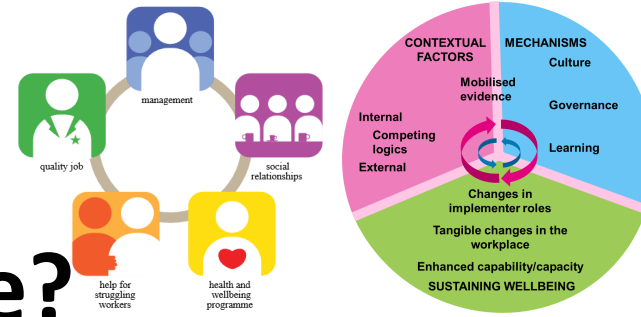 management
quality job
social
relationships
help for
struggling
workers
health and
wellbeing
programme
e?
CONTEXTUAL
FACTORS
Mobilised
evidence
Internal
Competing
logics
External
MECHANISMS
Culture
Governance
Learning
Changes in
implementer roles
Tangible changes in the
workplace
Enhanced capability/capacity
SUSTAINING WELLBEING